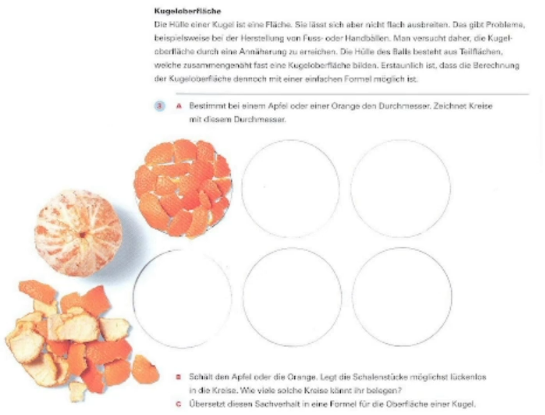 Kugeloberfläche
Die Hülle einer Kugel ist eine Fläche. Sie lässt sich aber nicht flach ausbreiten. Das gibt Probleme,
beispielsweise bei der Herstellung von Fuss- oder Handbällen. Man versucht daher, die Kugel-
oberfläche durch eine Annäherung zu erreichen. Die Hülle des Balls besteht aus Teilflächen,
welche zusammengenäht fast eine Kugeloberfläche bilden. Erstaunlich ist, dass die Berechnung
der Kugeloberfläche dennoch mit einer einfachen Formel möglich ist.
3 A Bestimmt bei einem Apfel oder einer Orange den Durchmesser. Zeichnet Kreise
mit diesem Durchmesser.
B Schält den Apfel oder die Orange. Legt die Schalenstücke möglichst lückenlos
in die Kreise. Wie viele solche Kreise könnt ihr belegen?
C Übersetzt diesen Sachverhalt in eine Formel für die Oberfläche einer Kugel.